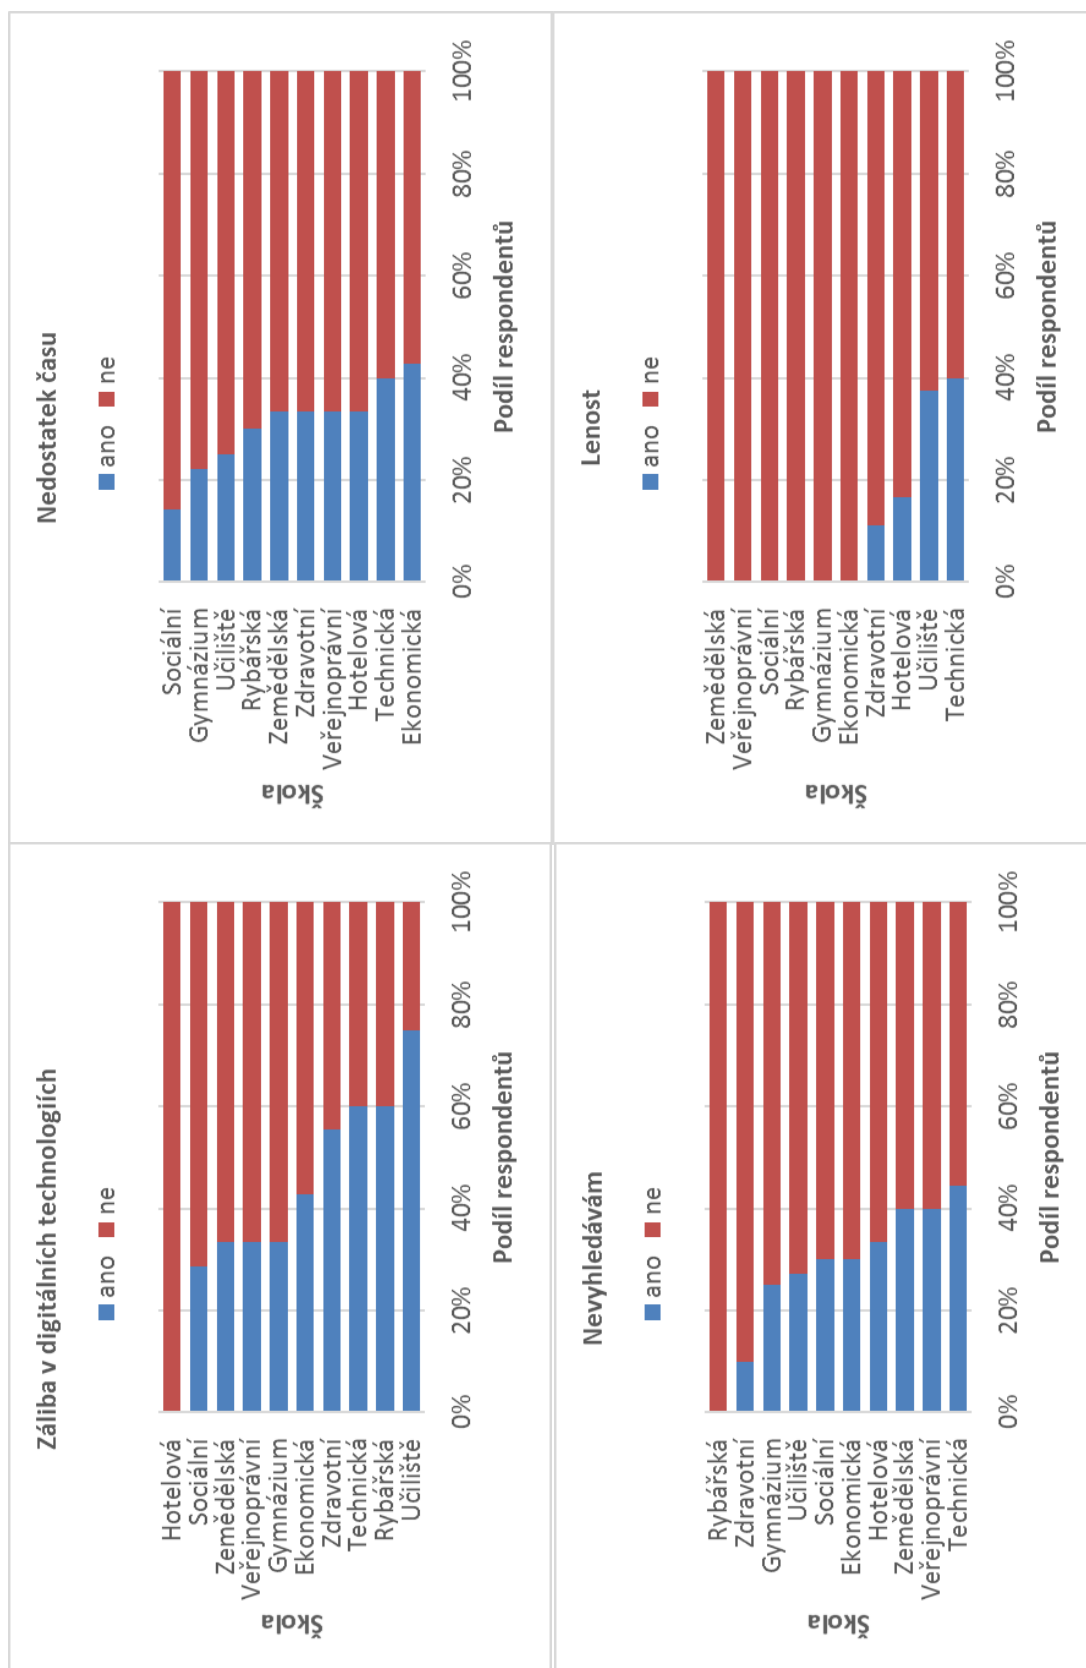 Záliba v digitálních technologiích
ano ne
Škola
Hotelová
Sociální
Zemědělská
Veřejnoprávní
Gymnázium
Ekonomická
Zdravotní
Technická
Rybářská
Učiliště
0% 20% 40% 60% 80% 100%
Podíl respondentů
Nedostatek času
ano ne
Škola
Sociální
Gymnázium
Učiliště
Rybářská
Zemědělská
Zdravotní
Veřejnoprávní
Hotelová
Technická
Ekonomická
0% 20% 40% 60% 80% 100%
Podíl respondentů
Nevyhledávám
ano ne
Škola
Rybářská
Zdravotní
Gymnázium
Učiliště
Sociální
Ekonomická
Hotelová
Zemědělská
Veřejnoprávní
Technická
0% 20% 40% 60% 80% 100%
Podíl respondentů
Lenost
ano ne
Škola
Zemědělská
Veřejnoprávní
Sociální
Rybářská
Gymnázium
Ekonomická
Zdravotní
Hotelová
Učiliště
Technická
0% 20% 40% 60% 80% 100%
Podíl respondentů